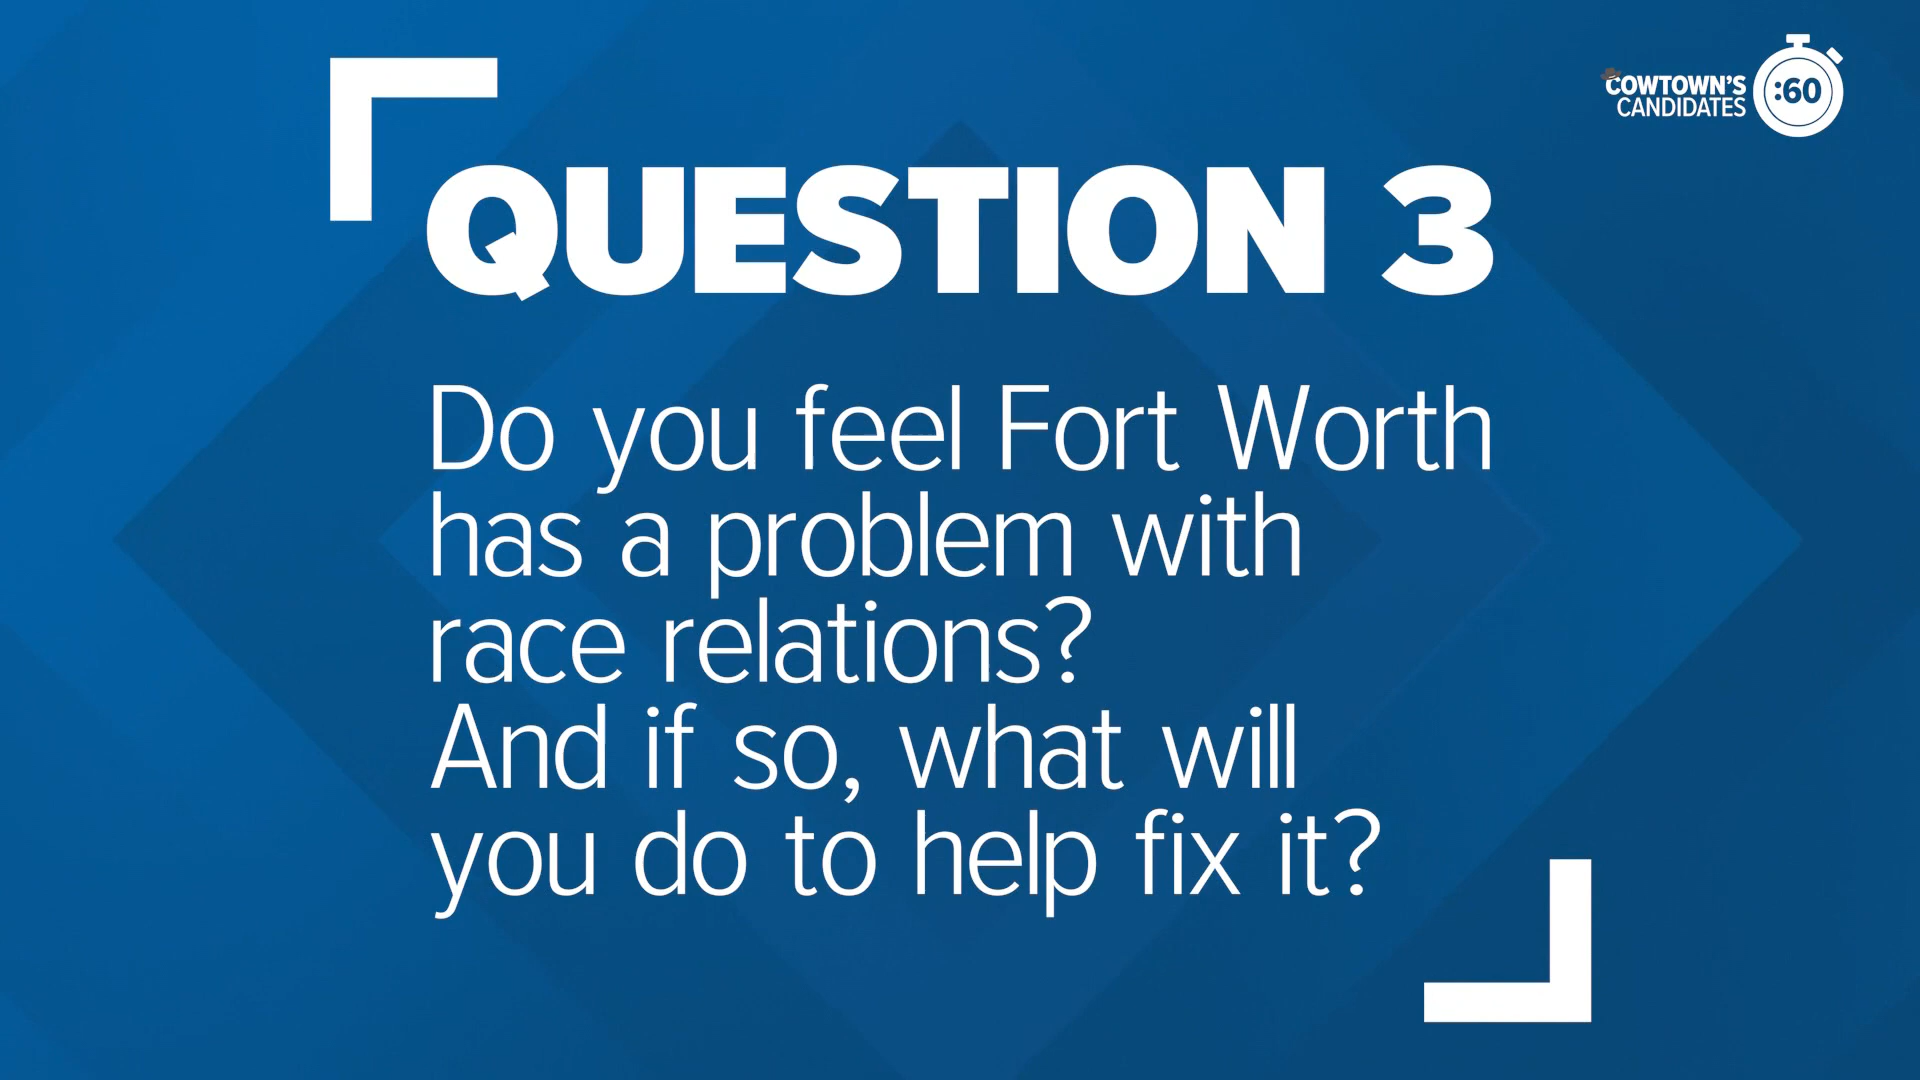 COWTOWN'S
CANDIDATES
:60
QUESTION 3
Do you feel Fort Worth
has a problem with
race relations?
And if so, what will
you do to help fix it?